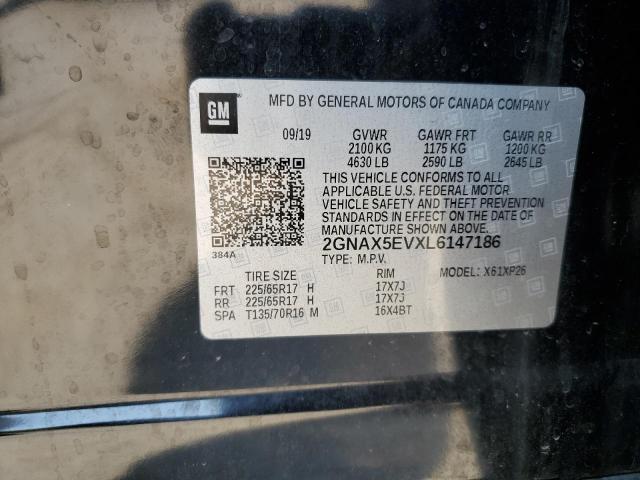 GM
MFD BY GENERAL MOTORS OF CANADA COMPANY
09/19 GVWR GAWR FRT GAWR RR
2100 KG 1175 KG 1200 KG
4630 LB 2590 LB 2645 LB
THIS VEHICLE CONFORMS TO ALL
APPLICABLE U.S. FEDERAL MOTOR
VEHICLE SAFETY AND THEFT PREVENTION
STANDARDS IN EFFECT ON THE DATE OF
MANUFACTURE SHOWN ABOVE.
2GNAX5EVXL6147186
384A
TYPE: M.P.V.
TIRE SIZE RIM MODEL: X61XP26
FRT 225/65R17 H 17X7J
RR 225/65R17 H 17X7J
SPA T135/70R16 M 16X4BT